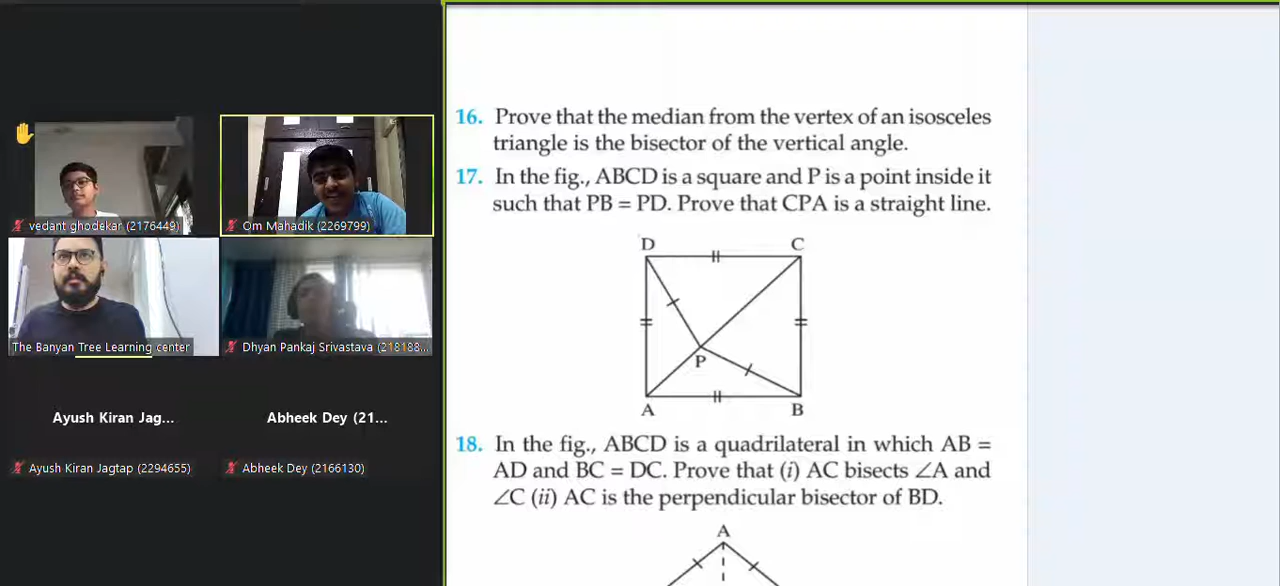 vedant ghodekar (2176449)
Om Mahadik (2269799)
The Banyan Tree Learning center
Dhyan Pankaj Srivastava (218188...
Ayush Kiran Jag...
Abheek Dey (21...
Ayush Kiran Jagtap (2294655)
Abheek Dey (2166130)
16. Prove that the median from the vertex of an isosceles
triangle is the bisector of the vertical angle.
17. In the fig., ABCD is a square and P is a point inside it
such that PB = PD. Prove that CPA is a straight line.
D
C
P
A
B
18. In the fig., ABCD is a quadrilateral in which AB =
AD and BC = DC. Prove that (i) AC bisects ∠A and
∠C (ii) AC is the perpendicular bisector of BD.
A